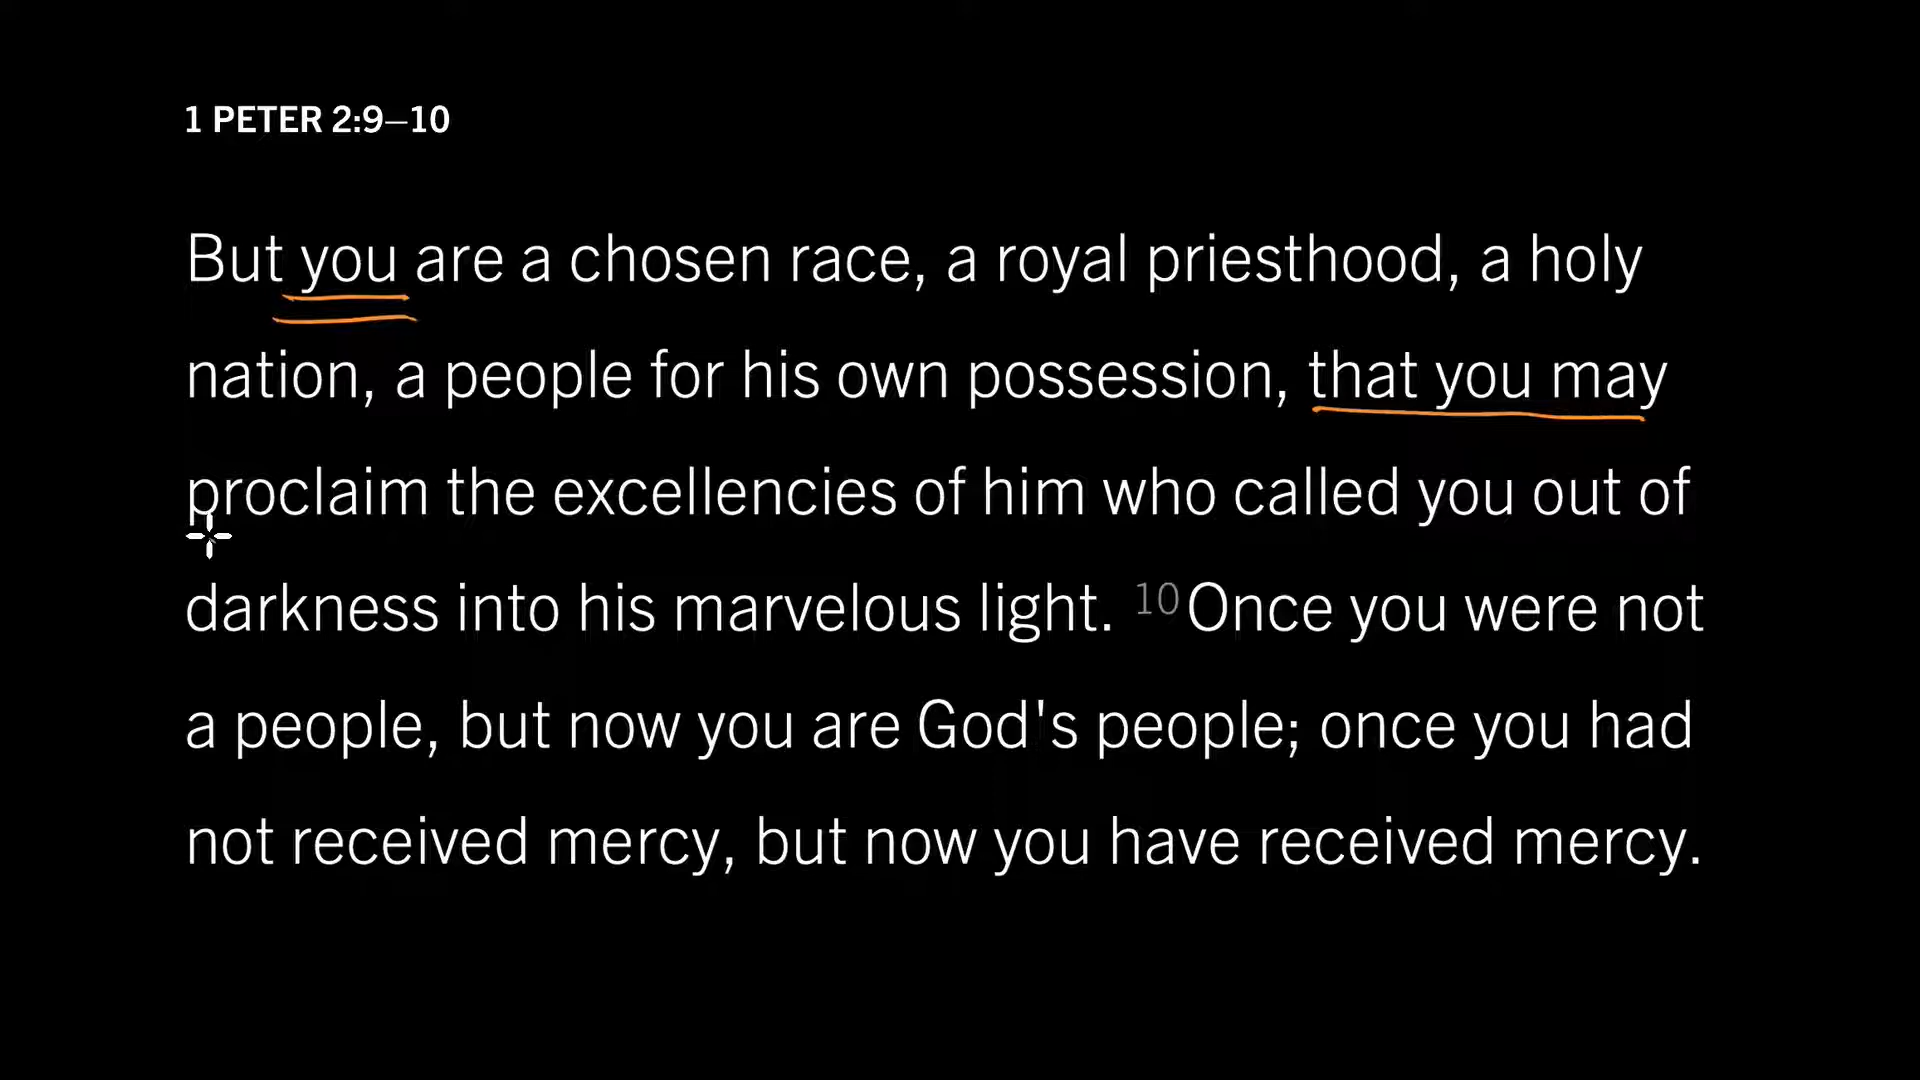 1 PETER 2:9–10
But you are a chosen race, a royal priesthood, a holy
nation, a people for his own possession, that you may
proclaim the excellencies of him who called you out of
darkness into his marvelous light. 10 Once you were not
a people, but now you are God's people; once you had
not received mercy, but now you have received mercy.